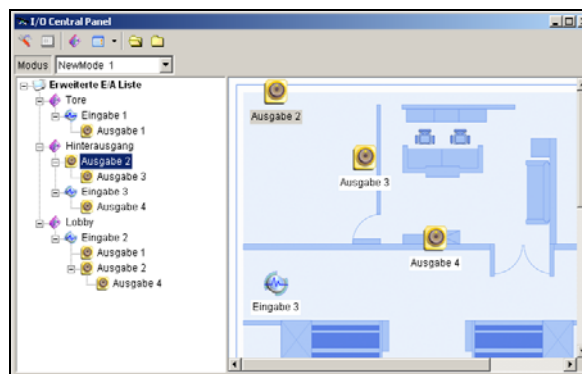 I/O Central Panel
Modus NewMode 1
Erweiterte E/A Liste
Tore
Eingabe 1
Ausgabe 1
Hinterausgang
Ausgabe 2
Ausgabe 3
Eingabe 3
Ausgabe 4
Lobby
Eingabe 2
Ausgabe 1
Ausgabe 2
Ausgabe 4
Ausgabe 2
Ausgabe 3
Ausgabe 4
Eingabe 3